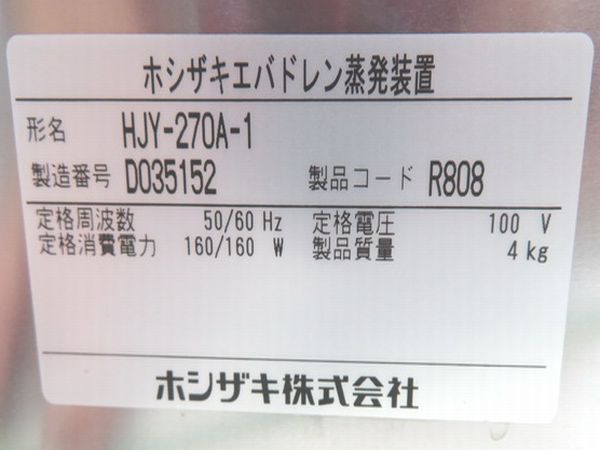 ホシザキエバドレン蒸発装置
形名 HJY-270A-1
製造番号 D035152 製品コード R808
定格周波数 50/60 Hz 定格電圧 100 V
定格消費電力 160/160 W 製品質量 4 kg
ホシザキ株式会社